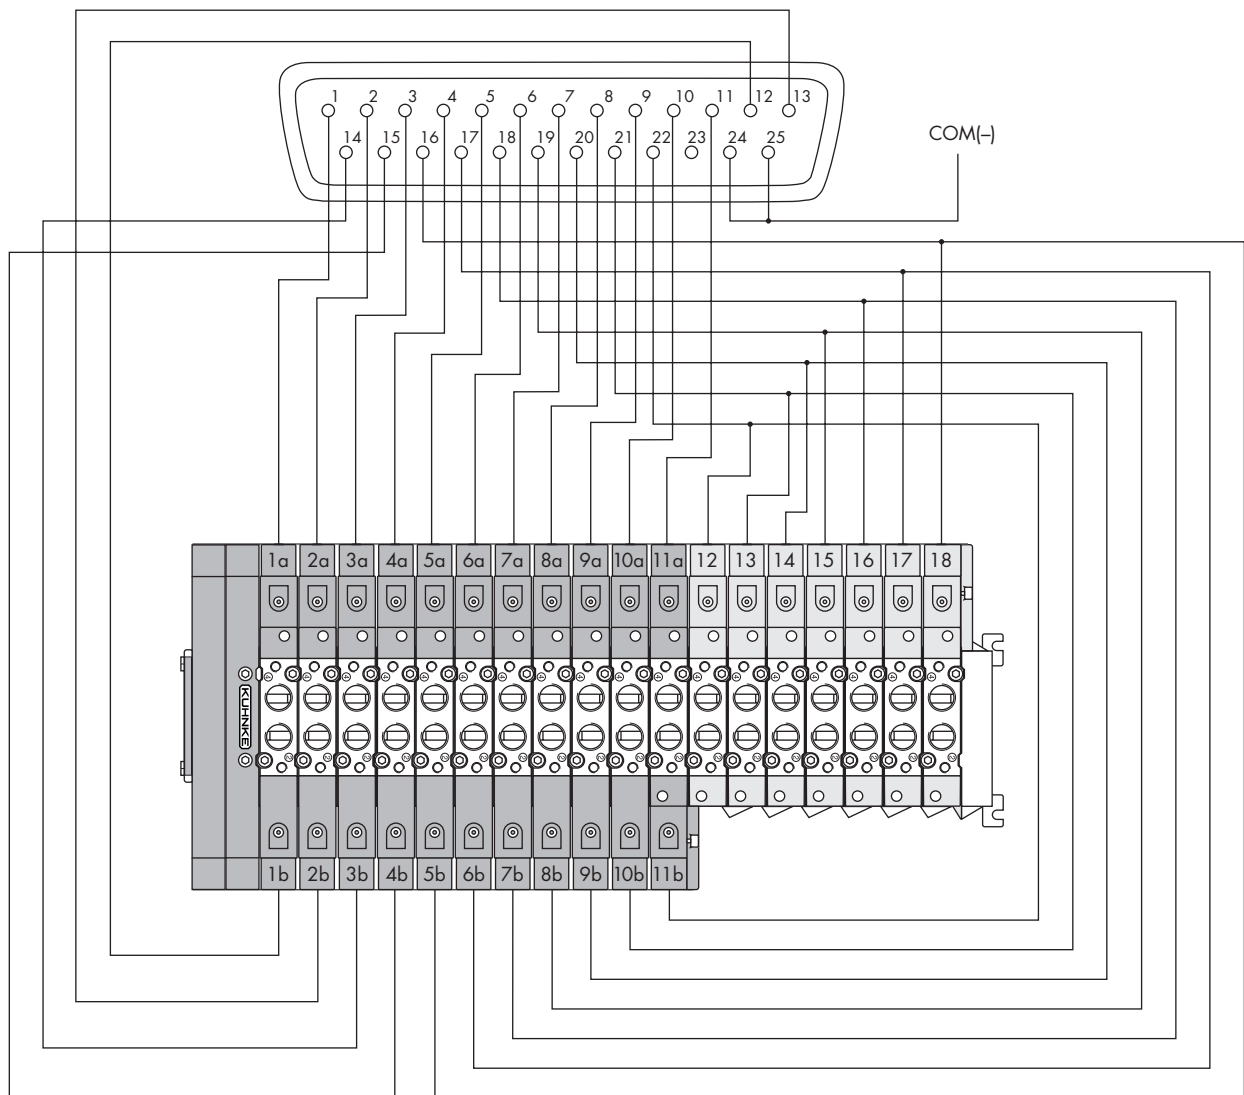 1 2 3 4 5 6 7 8 9 10 11 12 13
14 15 16 17 18 19 20 21 22 23 24 25
COM(–)
1a 2a 3a 4a 5a 6a 7a 8a 9a 10a 11a 12 13 14 15 16 17 18
KUHNKE
1b 2b 3b 4b 5b 6b 7b 8b 9b 10b 11b